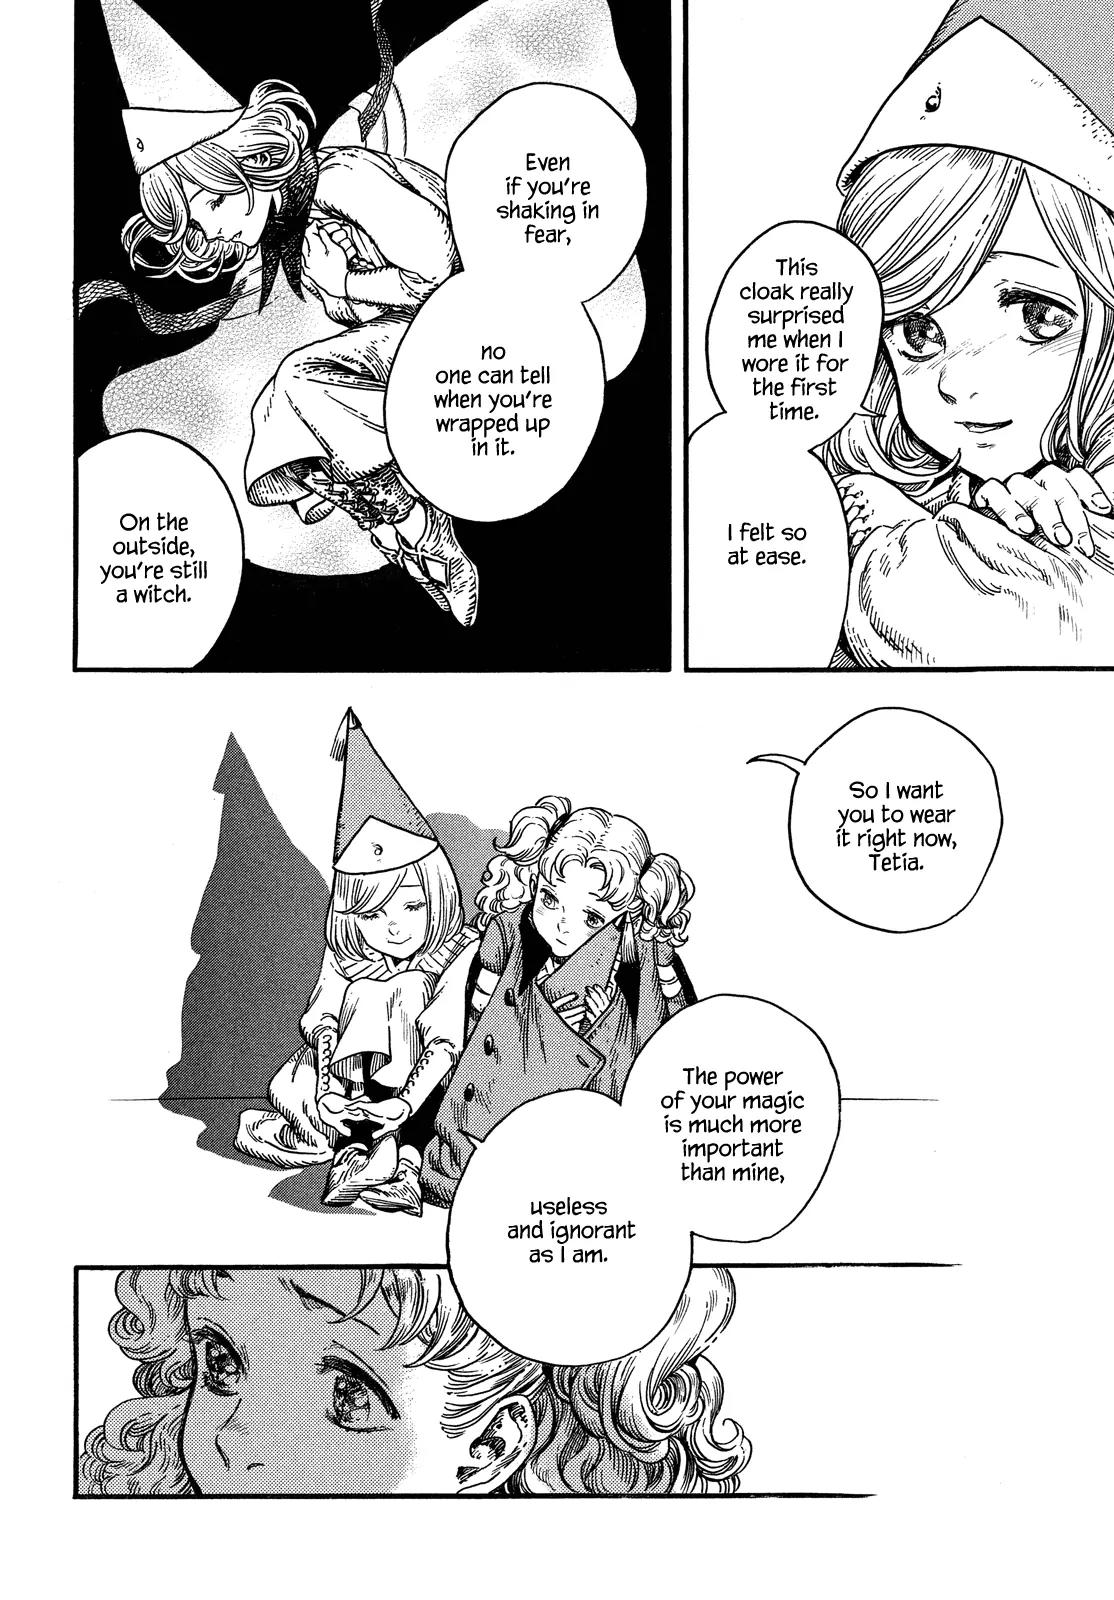 This
cloak really
surprised
me when I
wore it for
the first
time.
I felt so
at ease.
Even
if you're
shaking in
fear,
no
one can tell
when you're
wrapped up
in it.
On the
outside,
you're still
a witch.
So I want
you to wear
it right now,
Tetia.
The power
of your magic
is much more
important
than mine,
useless
and ignorant
as I am.